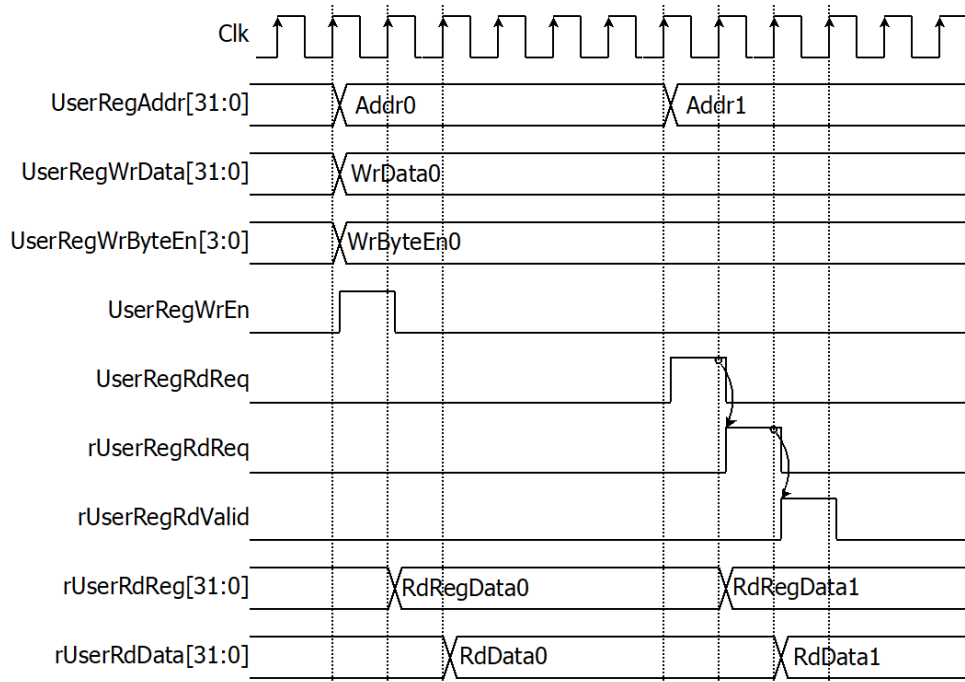 Clk
UserRegAddr[31:0]
Addr0
Addr1
UserRegWrData[31:0]
WrData0
UserRegWrByteEn[3:0]
WrByteEn0
UserRegWrEn
UserRegRdReq
rUserRegRdReq
rUserRegRdValid
rUserRdReg[31:0]
RdRegData0
RdRegData1
rUserRdData[31:0]
RdData0
RdData1